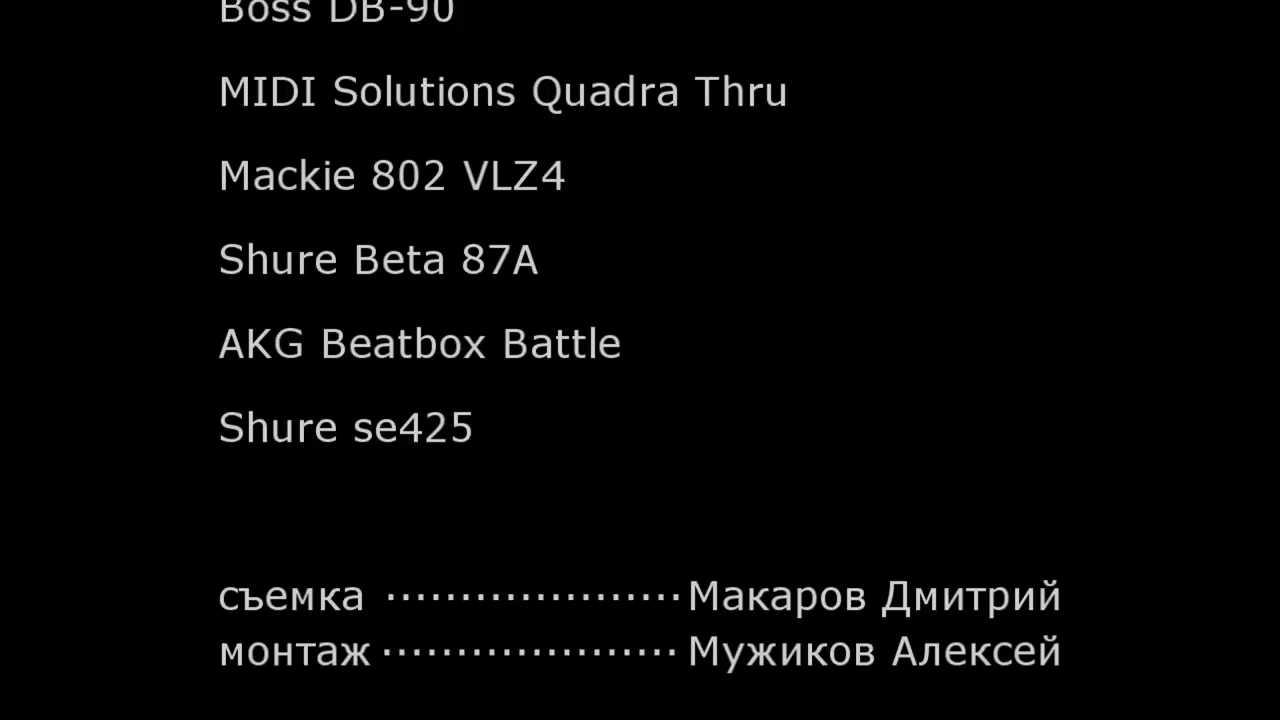 Boss DB-90
MIDI Solutions Quadra Thru
Mackie 802 VLZ4
Shure Beta 87A
AKG Beatbox Battle
Shure se425
съемка ···················· Макаров Дмитрий
монтаж ···················· Мужиков Алексей